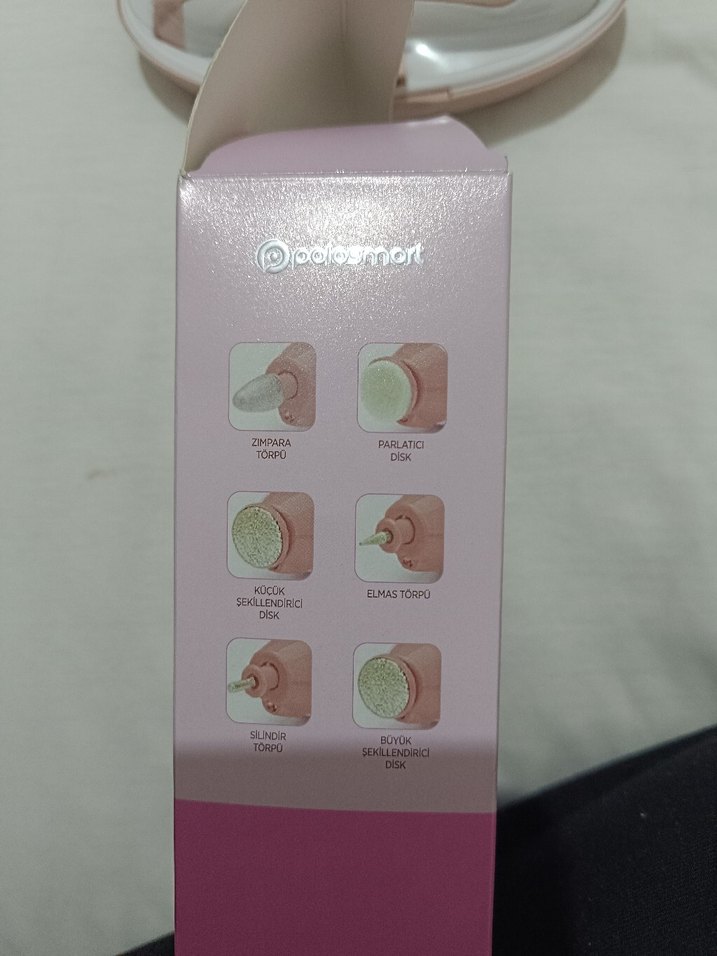 polosmart
ZIMPARA
TÖRPÜ
PARLATICI
DİSK
KÜÇÜK
ŞEKİLLENDİRİCİ
DİSK
ELMAS TÖRPÜ
SİLİNDİR
TÖRPÜ
BÜYÜK
ŞEKİLLENDİRİCİ
DİSK